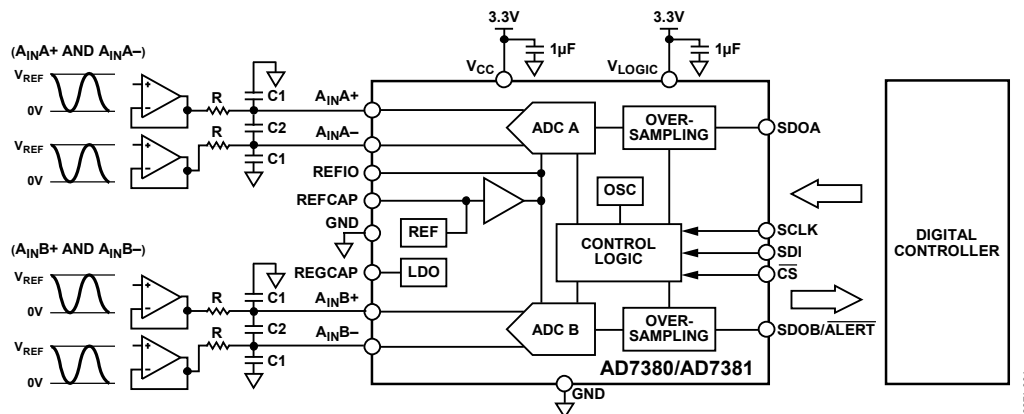 3.3V
3.3V
1µF
1µF
VCC
VLOGIC
(AINA+ AND AINA−)
VREF
0V
VREF
0V
+
−
+
−
R
R
C1
C2
C1
AINA+
AINA−
REFIO
REFCAP
GND
REGCAP
REF
LDO
ADC A
OVER-
SAMPLING
SDOA
OSC
CONTROL
LOGIC
SCLK
SDI
CS
DIGITAL
CONTROLLER
(AINB+ AND AINB−)
VREF
0V
VREF
0V
+
−
+
−
R
R
C1
C2
C1
AINB+
AINB−
ADC B
OVER-
SAMPLING
SDOB/ALERT
AD7380/AD7381
GND